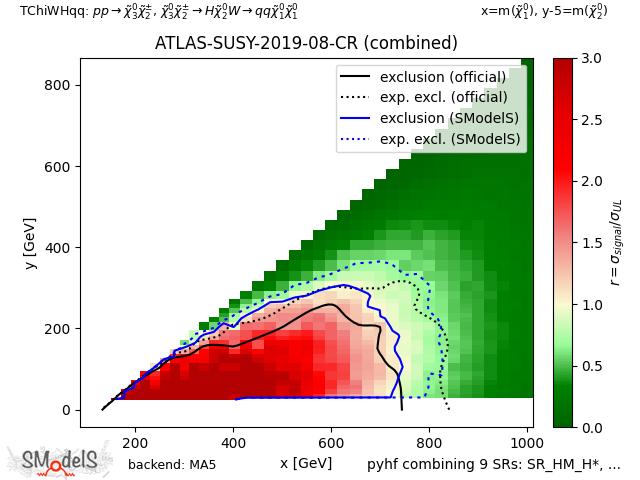 TChiWHqq: pp → χ̃⁰₃χ̃±₂, χ̃⁰₃χ̃±₂ → Hχ̃⁰₂W → qqχ̃⁰₁χ̃⁰₁ x=m(χ̃⁰₁), y-5=m(χ̃⁰₂)
ATLAS-SUSY-2019-08-CR (combined)
exclusion (official)
exp. excl. (official)
exclusion (SModelS)
exp. excl. (SModelS)
800
600
400
200
0
y [GeV]
200 400 600 800 1000
x [GeV]
3.0
2.5
2.0
1.5
1.0
0.5
0.0
r = σsignal/σUL
SModelS
backend: MA5
pyhf combining 9 SRs: SR_HM_H*, ...